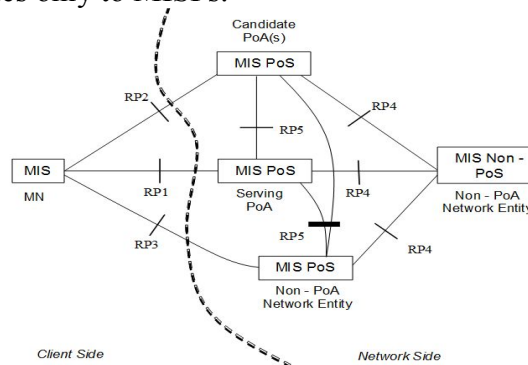 es only to MISFs.
Candidate
PoA(s)
MIS PoS
RP2
RP4
RP5
MIS
MN
RP1
MIS PoS
Serving
PoA
RP4
MIS Non -
PoS
Non - PoA
Network Entity
RP3
RP5
RP4
MIS PoS
Non - PoA
Network Entity
Client Side
Network Side